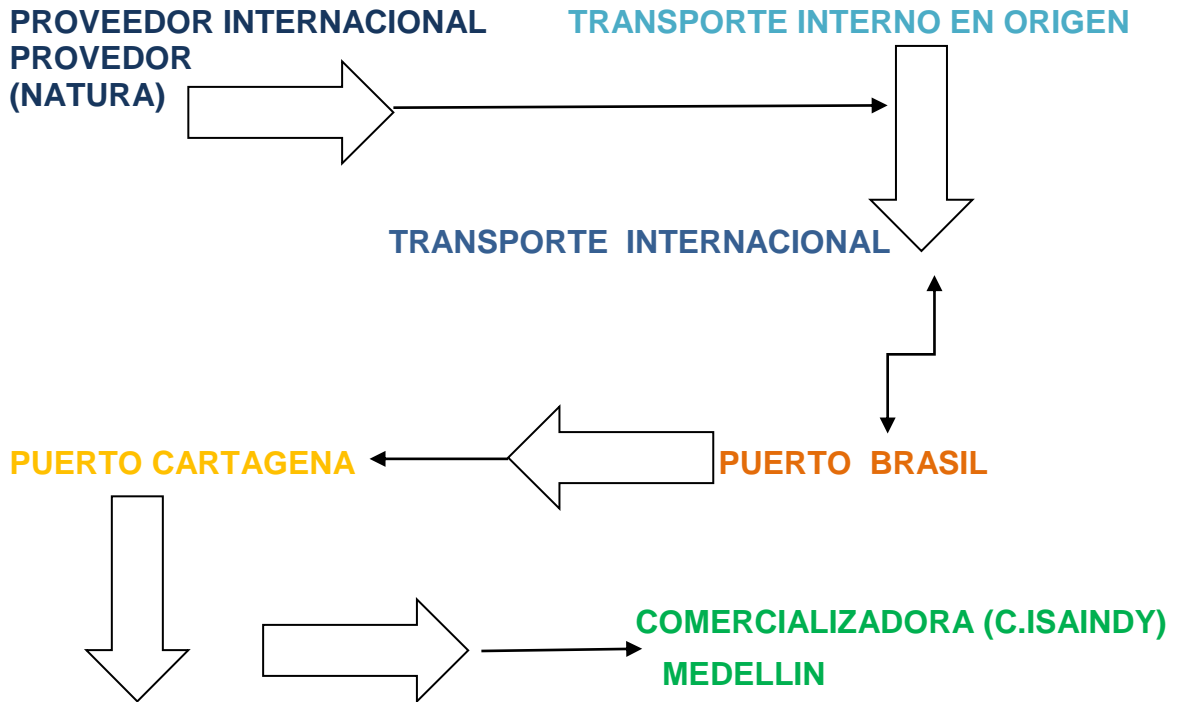 PROVEEDOR INTERNACIONAL
PROVEDOR
(NATURA)
TRANSPORTE INTERNO EN ORIGEN
TRANSPORTE INTERNACIONAL
PUERTO CARTAGENA
PUERTO BRASIL
COMERCIALIZADORA (C.ISAINDY)
MEDELLIN